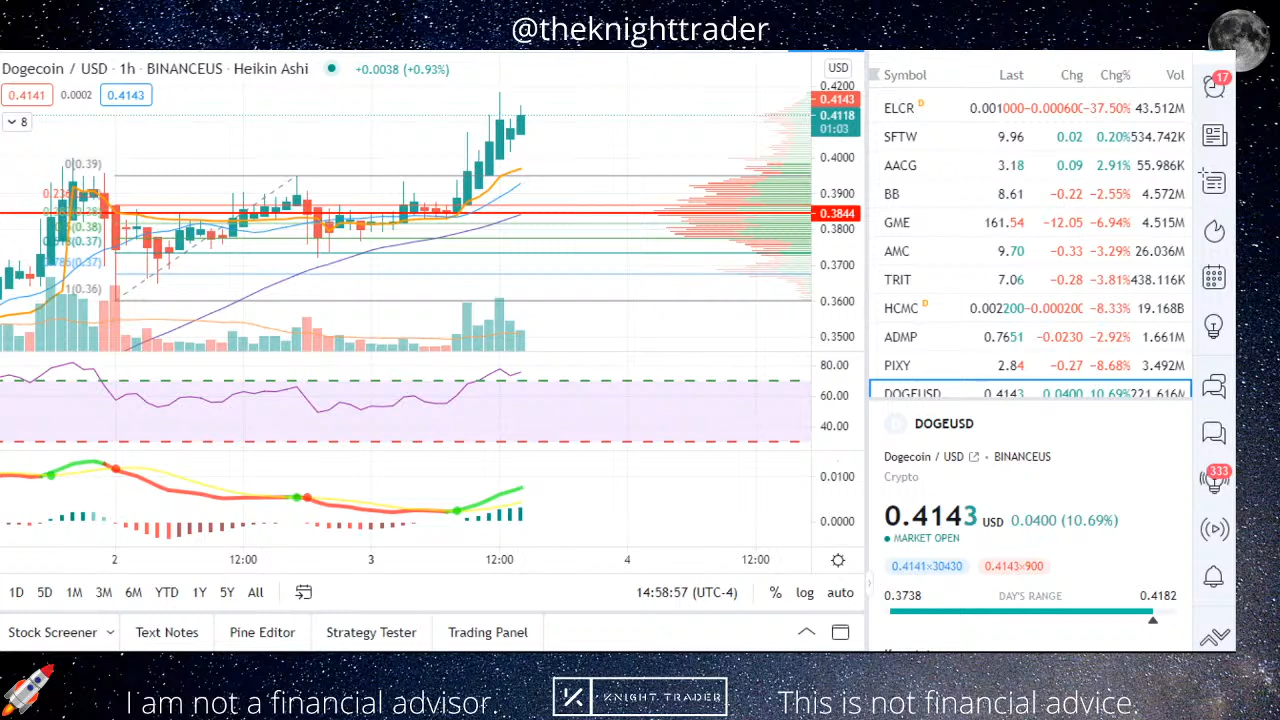 @theknighttrader
Dogecoin / USD · 1h · BINANCEUS · Heikin Ashi +0.0038 (+0.93%)
0.4141 0.0002 0.4143
8
USD
0.4200
0.4143
0.4118
01:03
0.4000
0.3900
0.3844
0.3800
0.3700
0.3600
0.3500
80.00
60.00
40.00
0.0100
0.0000
0(0.39)
1(0.36)
2 12:00 3 12:00 4 12:00
1D 5D 1M 3M 6M YTD 1Y 5Y All 14:58:57 (UTC-4) % log auto
Stock Screener Text Notes Pine Editor Strategy Tester Trading Panel
Symbol Last Chg Chg% Vol
ELCR D 0.001000 -0.000600 -37.50% 43.512M
SFTW 9.96 0.02 0.20% 534.742K
AACG 3.18 0.09 2.91% 55.986K
BB 8.61 -0.22 -2.55% 4.572M
GME 161.54 -12.05 -6.94% 4.515M
AMC 9.70 -0.33 -3.29% 26.036M
TRIT 7.06 -0.28 -3.81% 438.116K
HCMC D 0.002200 -0.000200 -8.33% 19.168B
ADMP 0.7651 -0.0230 -2.92% 1.661M
PIXY 2.84 -0.27 -8.68% 3.492M
DOGEUSD 0.4143 0.0400 10.69% 221.616M
DOGEUSD
Dogecoin / USD · BINANCEUS
Crypto
0.4143 USD 0.0400 (10.69%)
MARKET OPEN
0.4141×30430 0.4143×900
0.3738 DAY'S RANGE 0.4182
17
333
I am not a financial advisor.
KNIGHT TRADER
This is not financial advice.